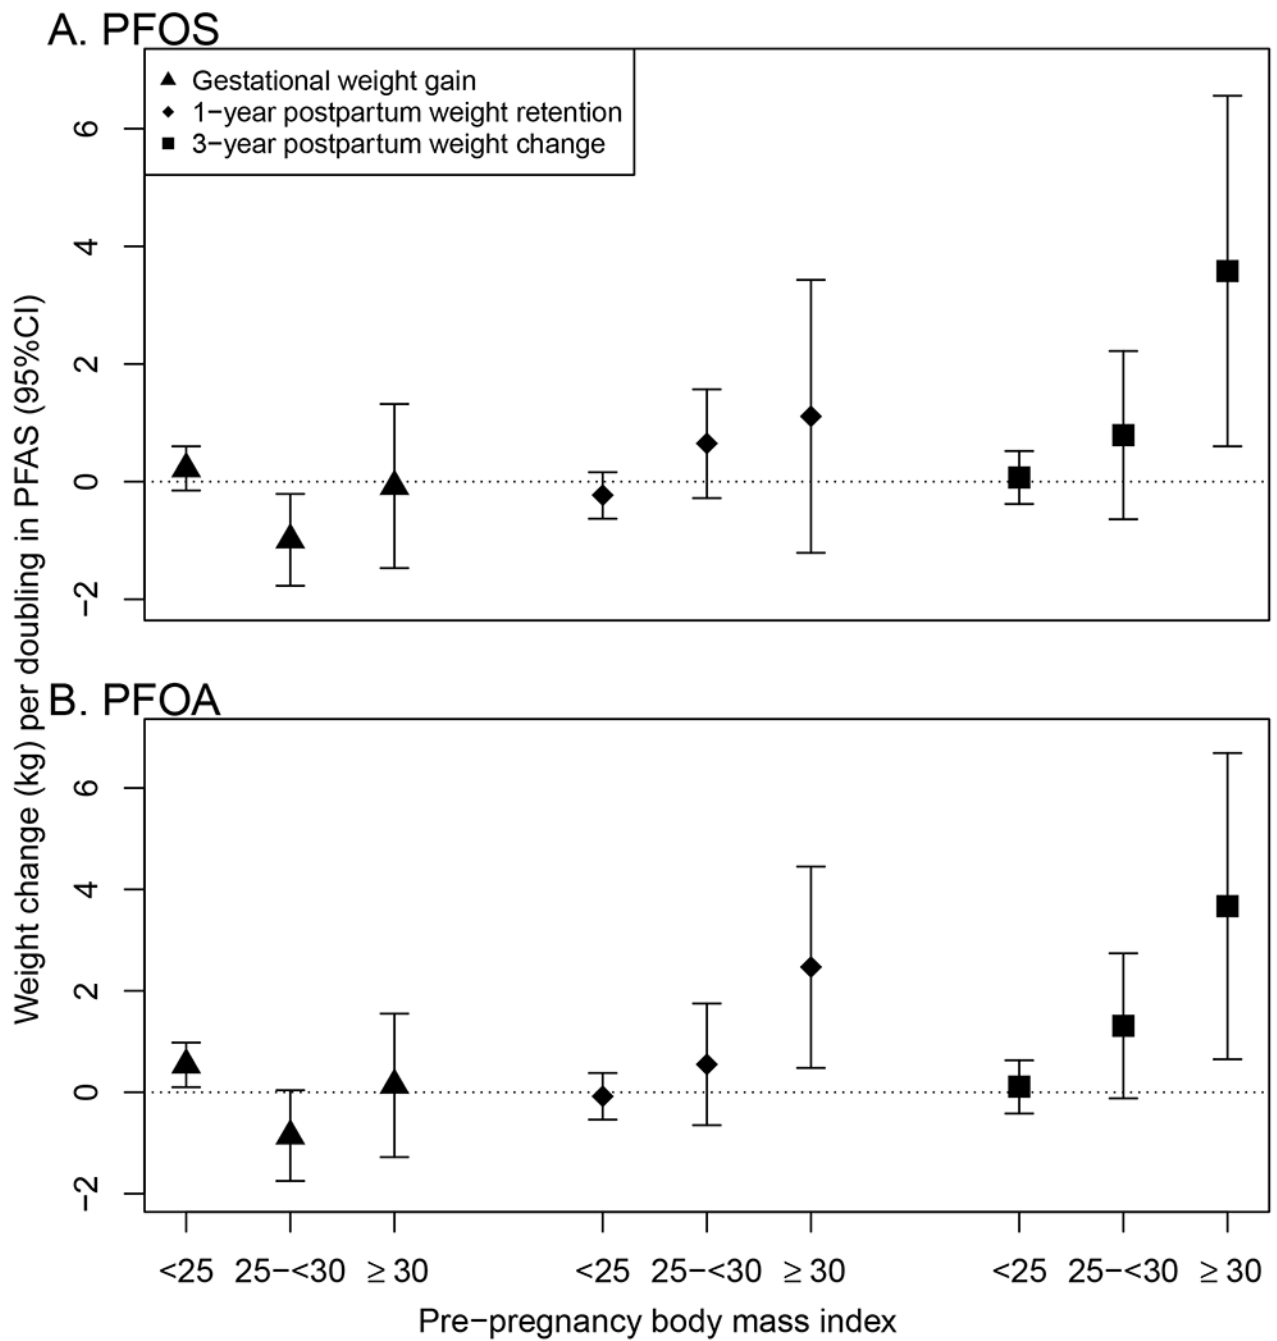 A. PFOS
▲ Gestational weight gain
◆ 1−year postpartum weight retention
■ 3−year postpartum weight change
6
4
2
0
−2
Weight change (kg) per doubling in PFAS (95%CI)
B. PFOA
6
4
2
0
−2
<25 25−<30 ≥ 30 <25 25−<30 ≥ 30 <25 25−<30 ≥ 30
Pre−pregnancy body mass index